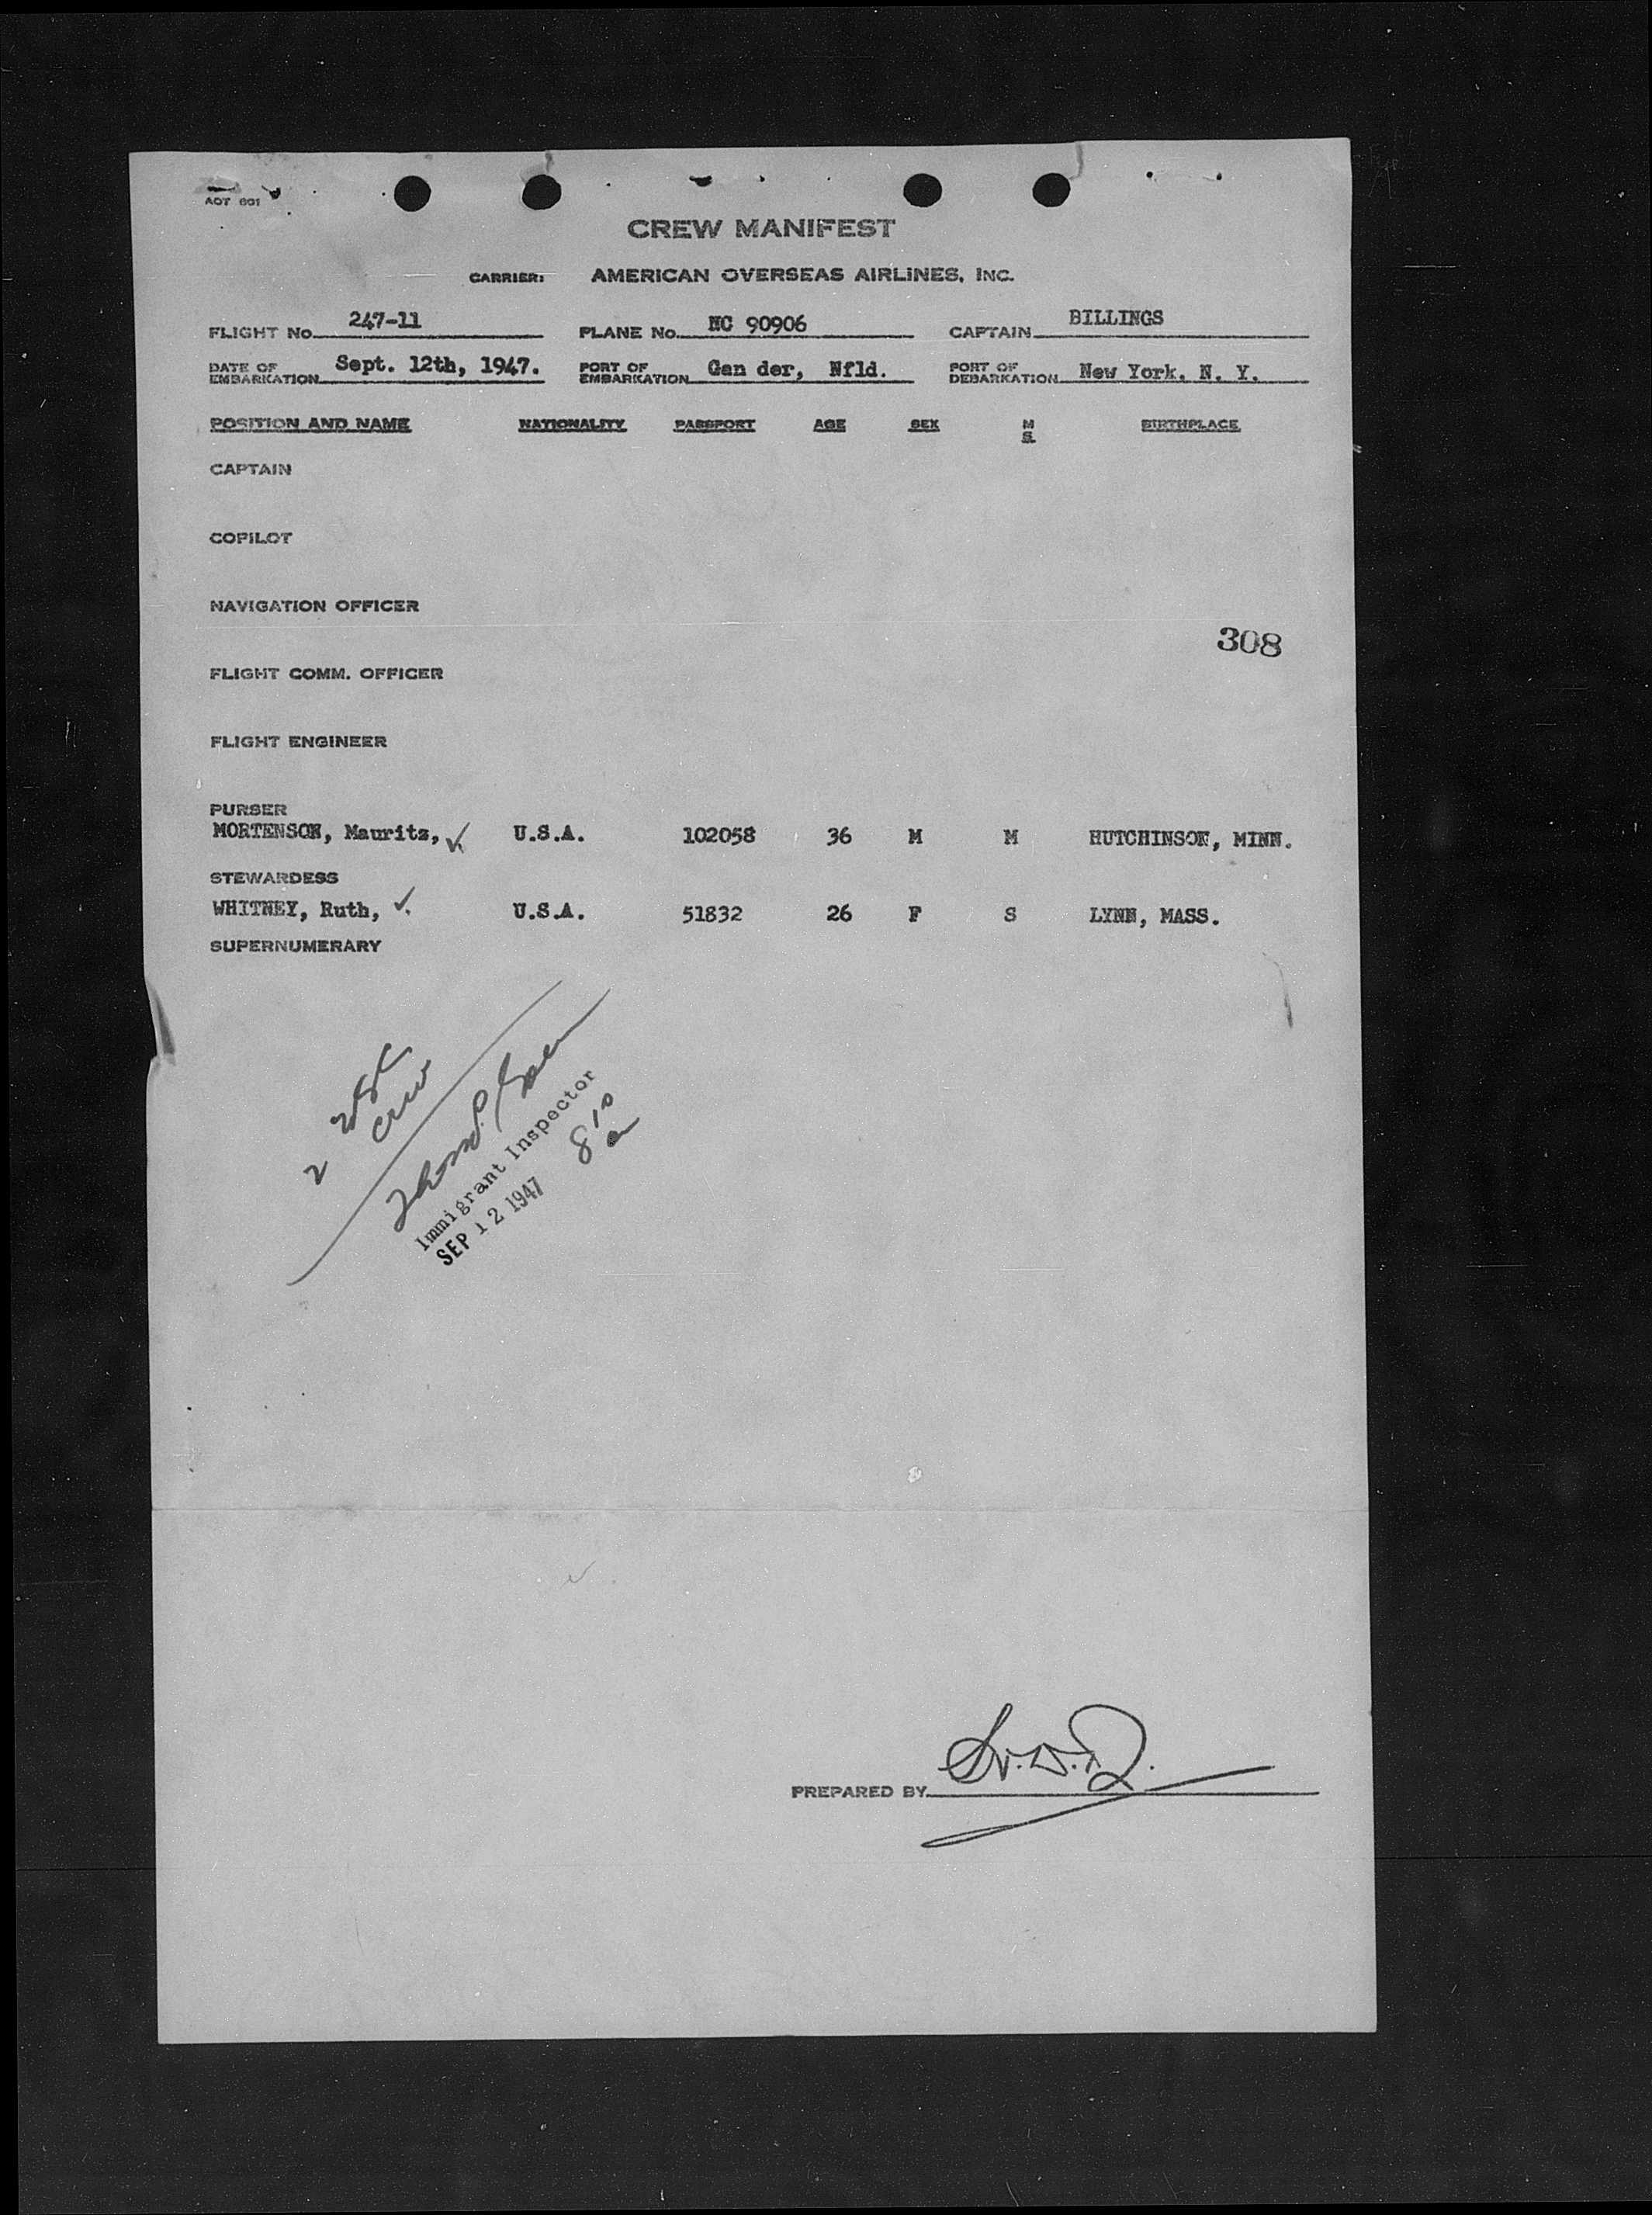 AOT 601
CREW MANIFEST
CARRIER: AMERICAN OVERSEAS AIRLINES, INC.
FLIGHT No. 247-11 PLANE No. NC 90906 CAPTAIN BILLINGS
DATE OF EMBARKATION Sept. 12th, 1947. PORT OF EMBARKATION Gan der, Nfld. PORT OF DEBARKATION New York. N. Y.
POSITION AND NAME NATIONALITY PASSPORT AGE SEX M S BIRTHPLACE
CAPTAIN
COPILOT
NAVIGATION OFFICER
308
FLIGHT COMM. OFFICER
FLIGHT ENGINEER
PURSER
MORTENSON, Mauritz, U.S.A. 102058 36 M M HUTCHINSON, MINN.
STEWARDESS
WHITNEY, Ruth, U.S.A. 51832 26 F S LYNN, MASS.
SUPERNUMERARY
2 USC
crew
Immigrant Inspector
SEP 12 1947
PREPARED BY